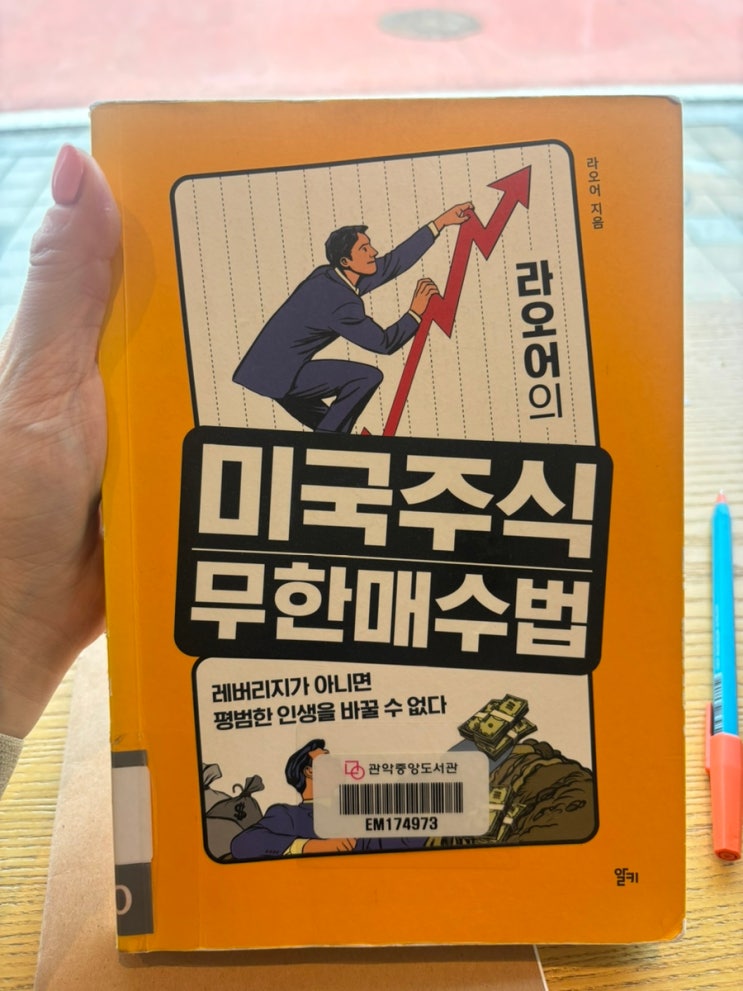 라오어 지음
라오어의
미국주식
무한매수법
레버리지가 아니면
평범한 인생을 바꿀 수 없다
관악중앙도서관
EM174973
알키
0